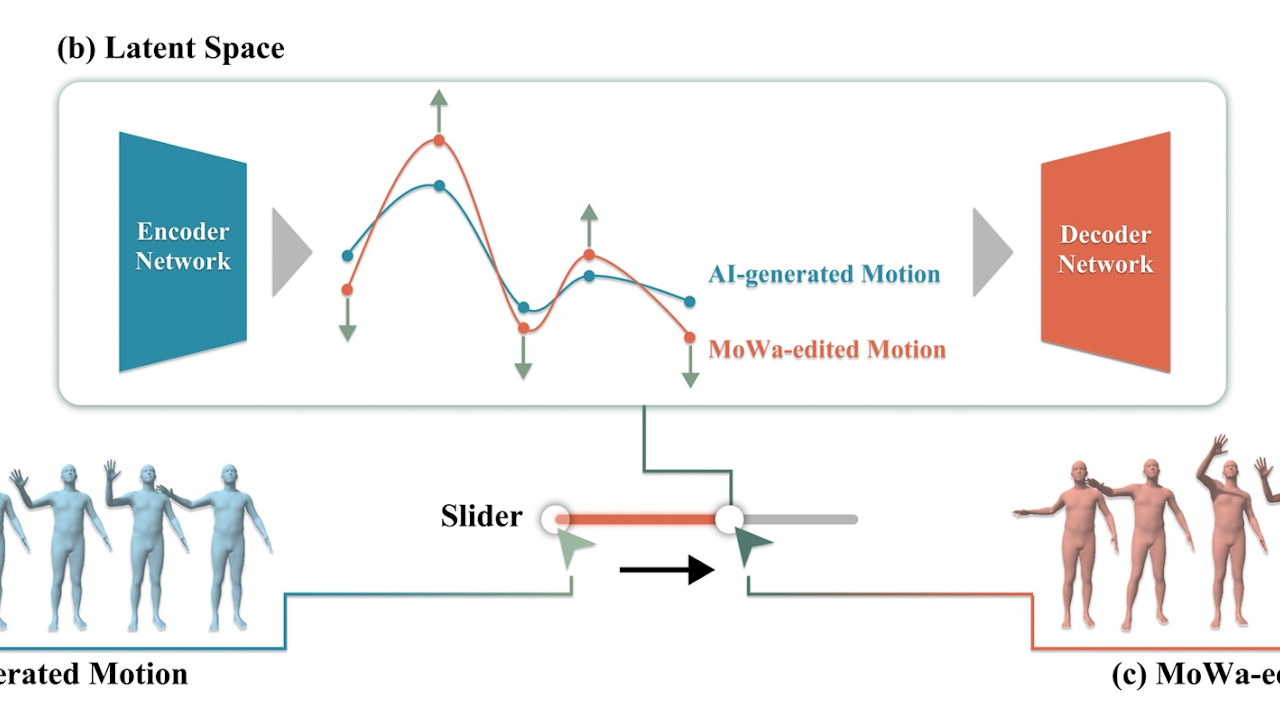 (b) Latent Space
Encoder
Network
AI-generated Motion
MoWa-edited Motion
Decoder
Network
Slider
erated Motion
(c) MoWa-ed